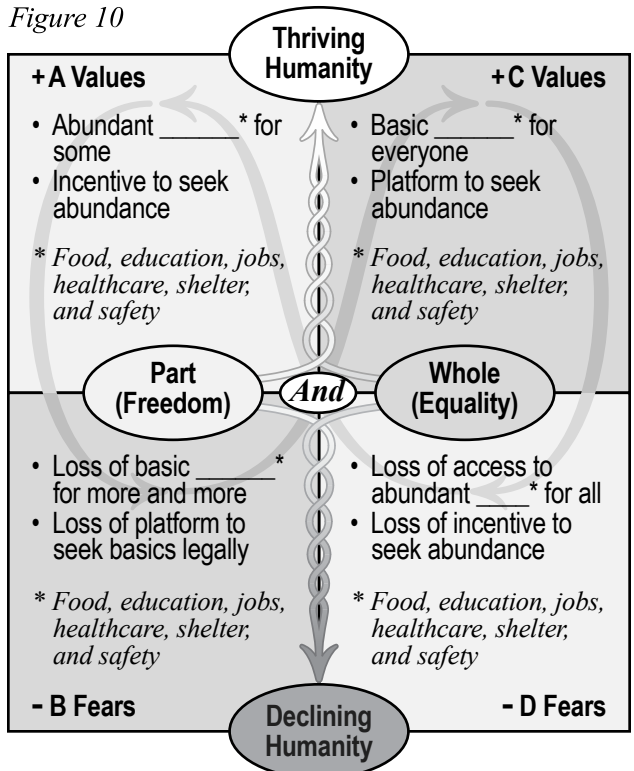 Figure 10
Thriving
Humanity
+A Values
• Abundant ______* for
some
• Incentive to seek
abundance
* Food, education, jobs,
healthcare, shelter,
and safety
+C Values
• Basic ______* for
everyone
• Platform to seek
abundance
* Food, education, jobs,
healthcare, shelter,
and safety
Part
(Freedom)
And
Whole
(Equality)
• Loss of basic ______*
for more and more
• Loss of platform to
seek basics legally
* Food, education, jobs,
healthcare, shelter,
and safety
- B Fears
• Loss of access to
abundant ____* for all
• Loss of incentive to
seek abundance
* Food, education, jobs,
healthcare, shelter,
and safety
- D Fears
Declining
Humanity